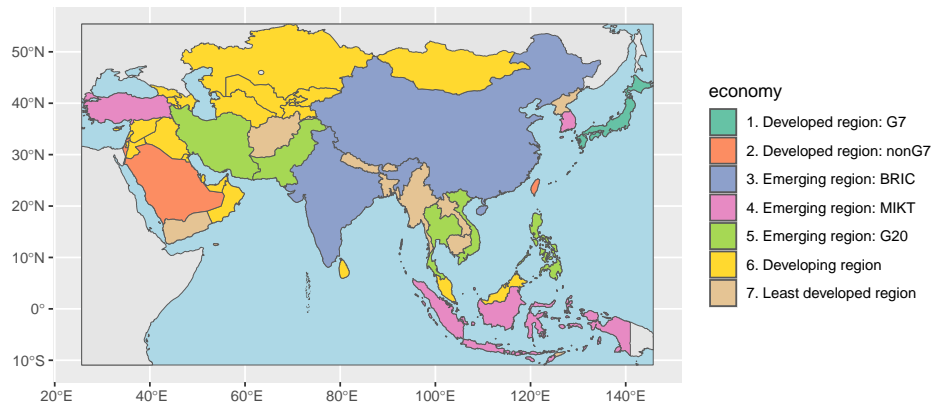 50°N
40°N
30°N
20°N
10°N
0°
10°S
20°E
40°E
60°E
80°E
100°E
120°E
140°E
economy
1. Developed region: G7
2. Developed region: nonG7
3. Emerging region: BRIC
4. Emerging region: MIKT
5. Emerging region: G20
6. Developing region
7. Least developed region